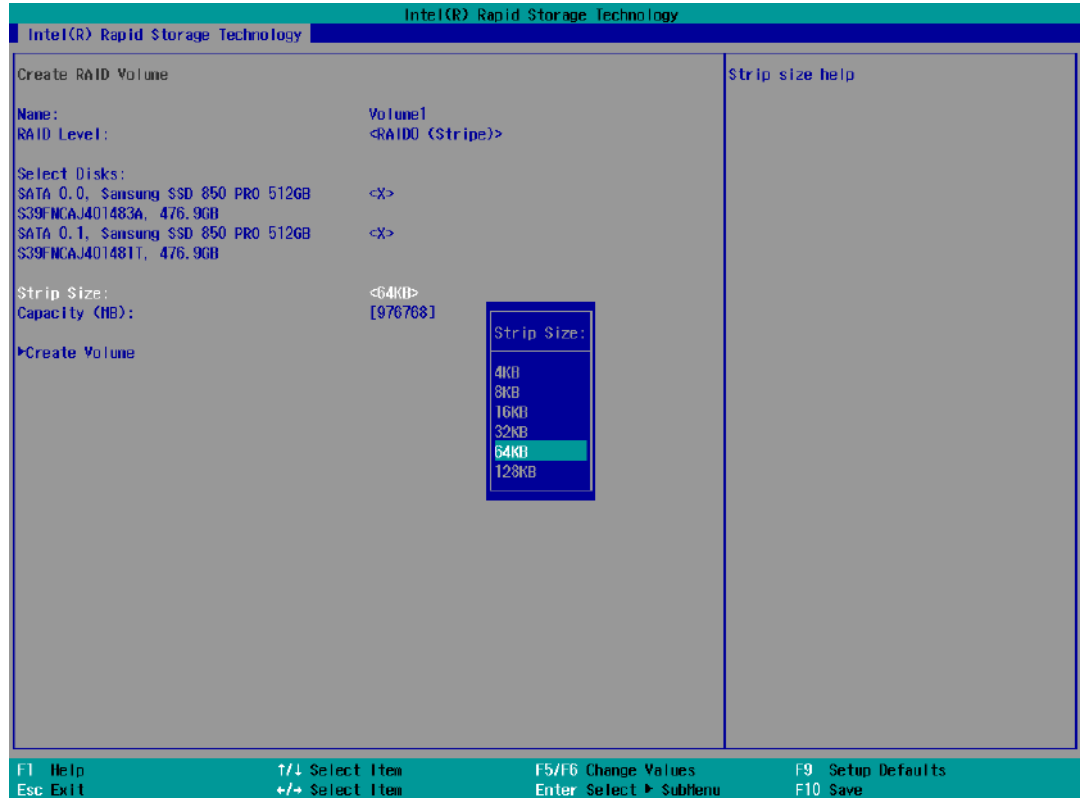 Intel(R) Rapid Storage Technology
Intel(R) Rapid Storage Technology
Create RAID Volume
Strip size help
Name: Volume1
RAID Level: <RAID0 (Stripe)>
Select Disks:
SATA 0.0, Samsung SSD 850 PRO 512GB <X>
S39FNCAJ401483A, 476.9GB
SATA 0.1, Samsung SSD 850 PRO 512GB <X>
S39FNCAJ401481T, 476.9GB
Strip Size: <64KB>
Capacity (MB): [976768]
►Create Volume
Strip Size:
4KB
8KB
16KB
32KB
64KB
128KB
F1 Help ↑/↓ Select Item F5/F6 Change Values F9 Setup Defaults
Esc Exit ←/→ Select Item Enter Select ► SubMenu F10 Save